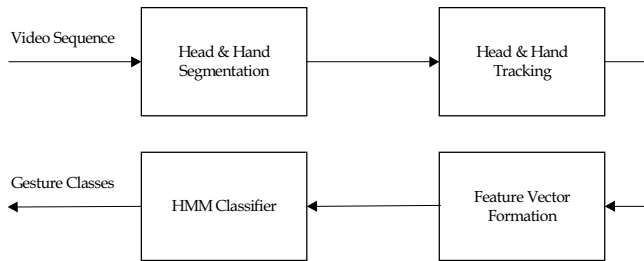 Video Sequence
Head & Hand
Segmentation
Head & Hand
Tracking
Gesture Classes
HMM Classifier
Feature Vector
Formation